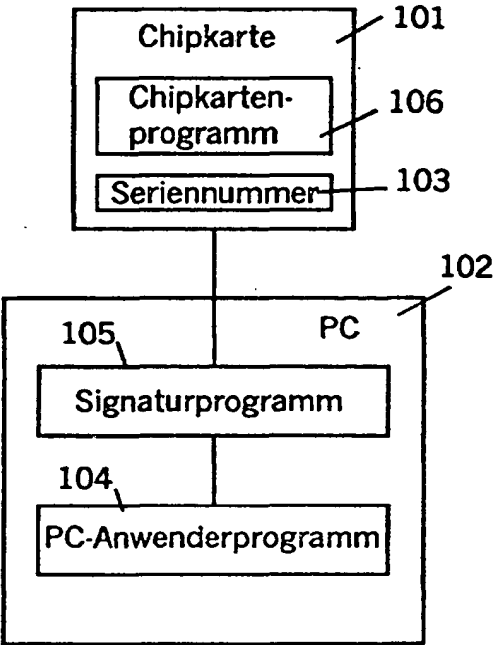 101
Chipkarte
Chipkarten-
programm
106
Seriennummer
103
102
PC
105
Signaturprogramm
104
PC-Anwenderprogramm